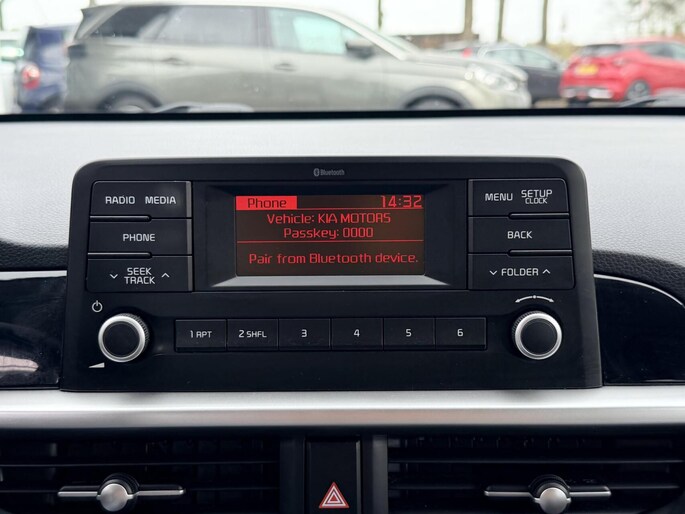 Bluetooth
RADIO MEDIA
PHONE
SEEK
TRACK
Phone 14:32
Vehicle: KIA MOTORS
Passkey: 0000
Pair from Bluetooth device.
MENU SETUP
CLOCK
BACK
FOLDER
1 RPT 2 SHFL 3 4 5 6